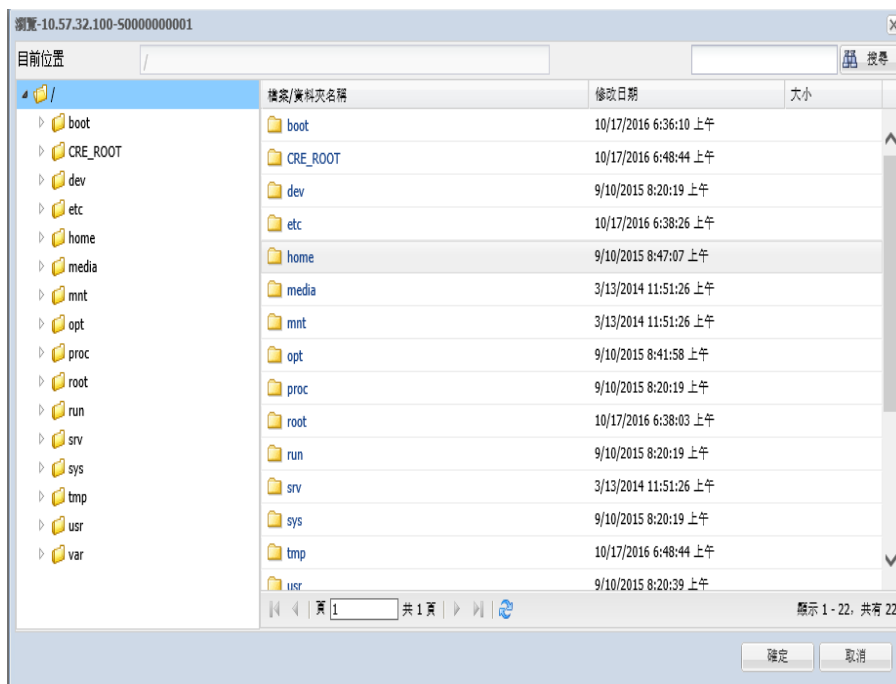 瀏覽-10.57.32.100-S0000000001
目前位置 / 搜尋
/
boot
CRE_ROOT
dev
etc
home
media
mnt
opt
proc
root
run
srv
sys
tmp
usr
var
檔案/資料夾名稱 修改日期 大小
boot 10/17/2016 6:36:10 上午
CRE_ROOT 10/17/2016 6:48:44 上午
dev 9/10/2015 8:20:19 上午
etc 10/17/2016 6:38:26 上午
home 9/10/2015 8:47:07 上午
media 3/13/2014 11:51:26 上午
mnt 3/13/2014 11:51:26 上午
opt 9/10/2015 8:41:58 上午
proc 9/10/2015 8:20:19 上午
root 10/17/2016 6:38:03 上午
run 9/10/2015 8:20:19 上午
srv 3/13/2014 11:51:26 上午
sys 9/10/2015 8:20:19 上午
tmp 10/17/2016 6:48:44 上午
usr 9/10/2015 8:20:39 上午
頁 1 共 1 頁 顯示 1 - 22，共有 22
確定 取消